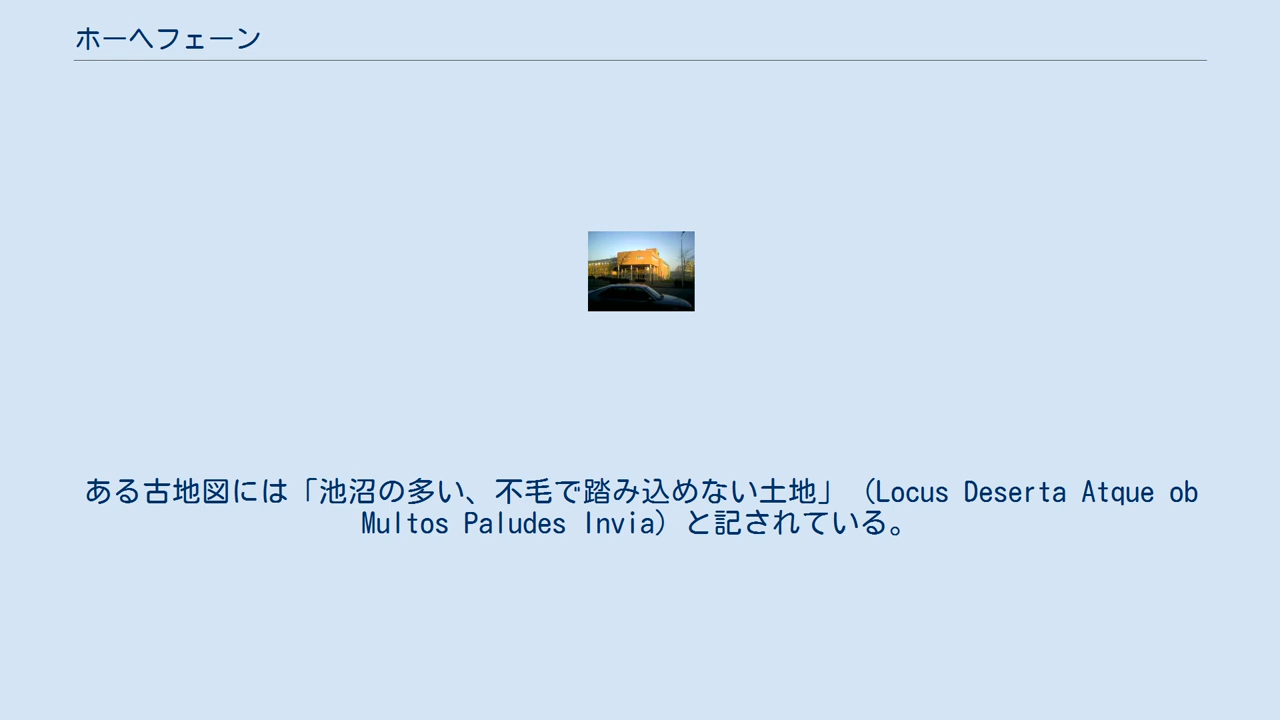 ホーヘフェーン
ある古地図には「池沼の多い、不毛で踏み込めない土地」（Locus Deserta Atque ob
Multos Paludes Invia）と記されている。